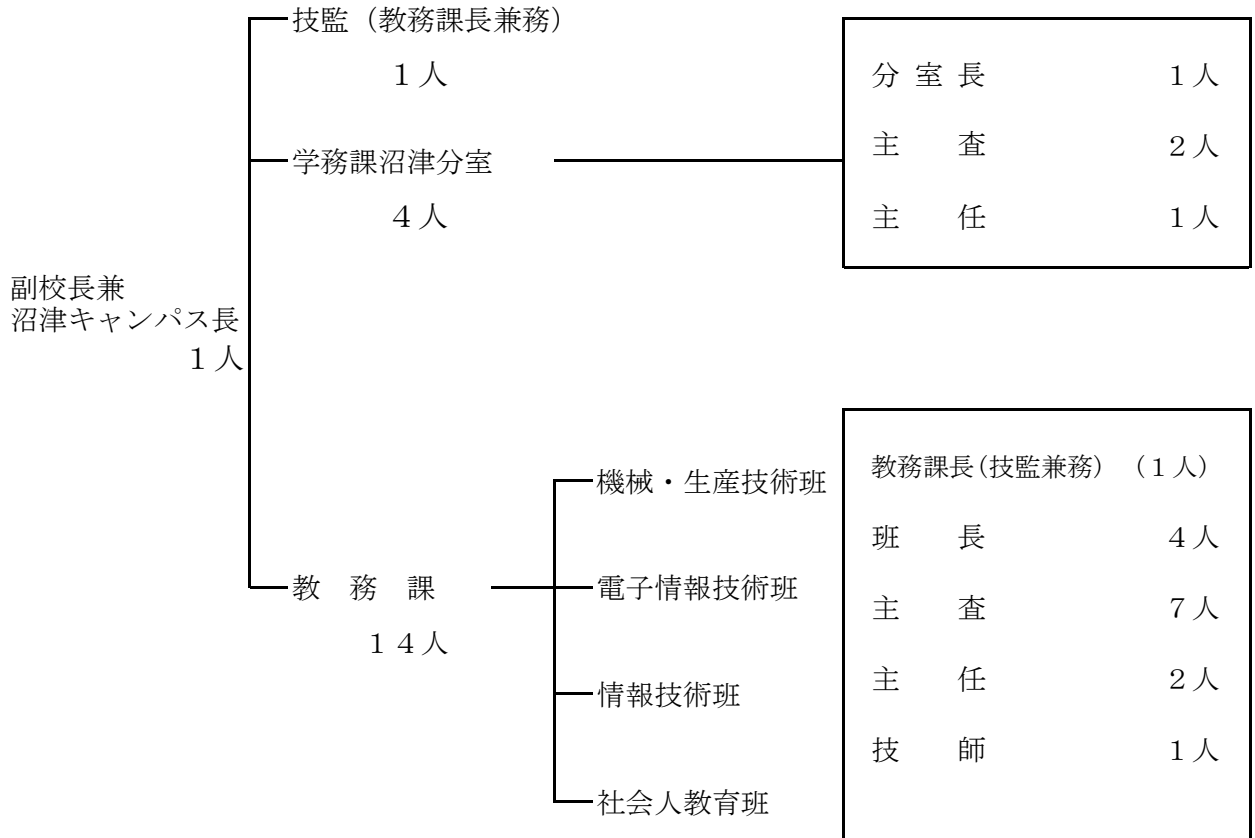 技監（教務課長兼務）
１人
学務課沼津分室
４人
分 室 長　１人
主　査　２人
主　任　１人
副校長兼
沼津キャンパス長
１人
教　務　課
１４人
機械・生産技術班
電子情報技術班
情報技術班
社会人教育班
教務課長(技監兼務)　（１人）
班　長　４人
主　査　７人
主　任　２人
技　師　１人